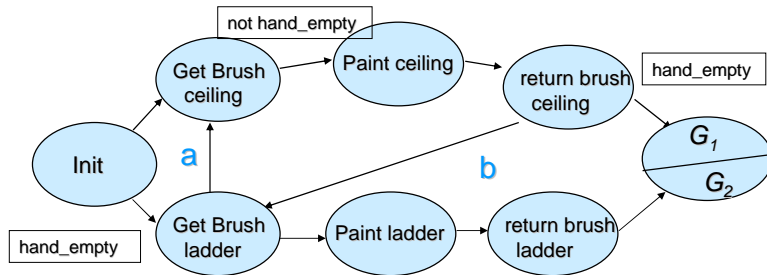 not hand_empty
Get Brush
ceiling
Paint ceiling
return brush
ceiling
hand_empty
Init
a
b
G1
G2
Get Brush
ladder
Paint ladder
return brush
ladder
hand_empty